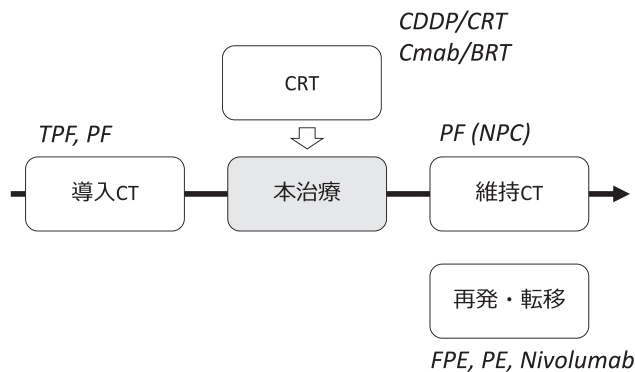 CDDP/CRT
Cmab/BRT
CRT
TPF, PF
PF (NPC)
導入CT
本治療
維持CT
再発・転移
FPE, PE, Nivolumab